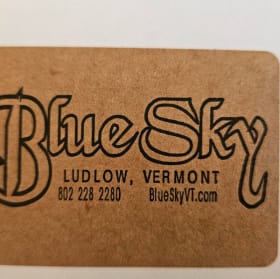 Blue Sky
LUDLOW, VERMONT
802 228 2280 BlueSkyVT.com